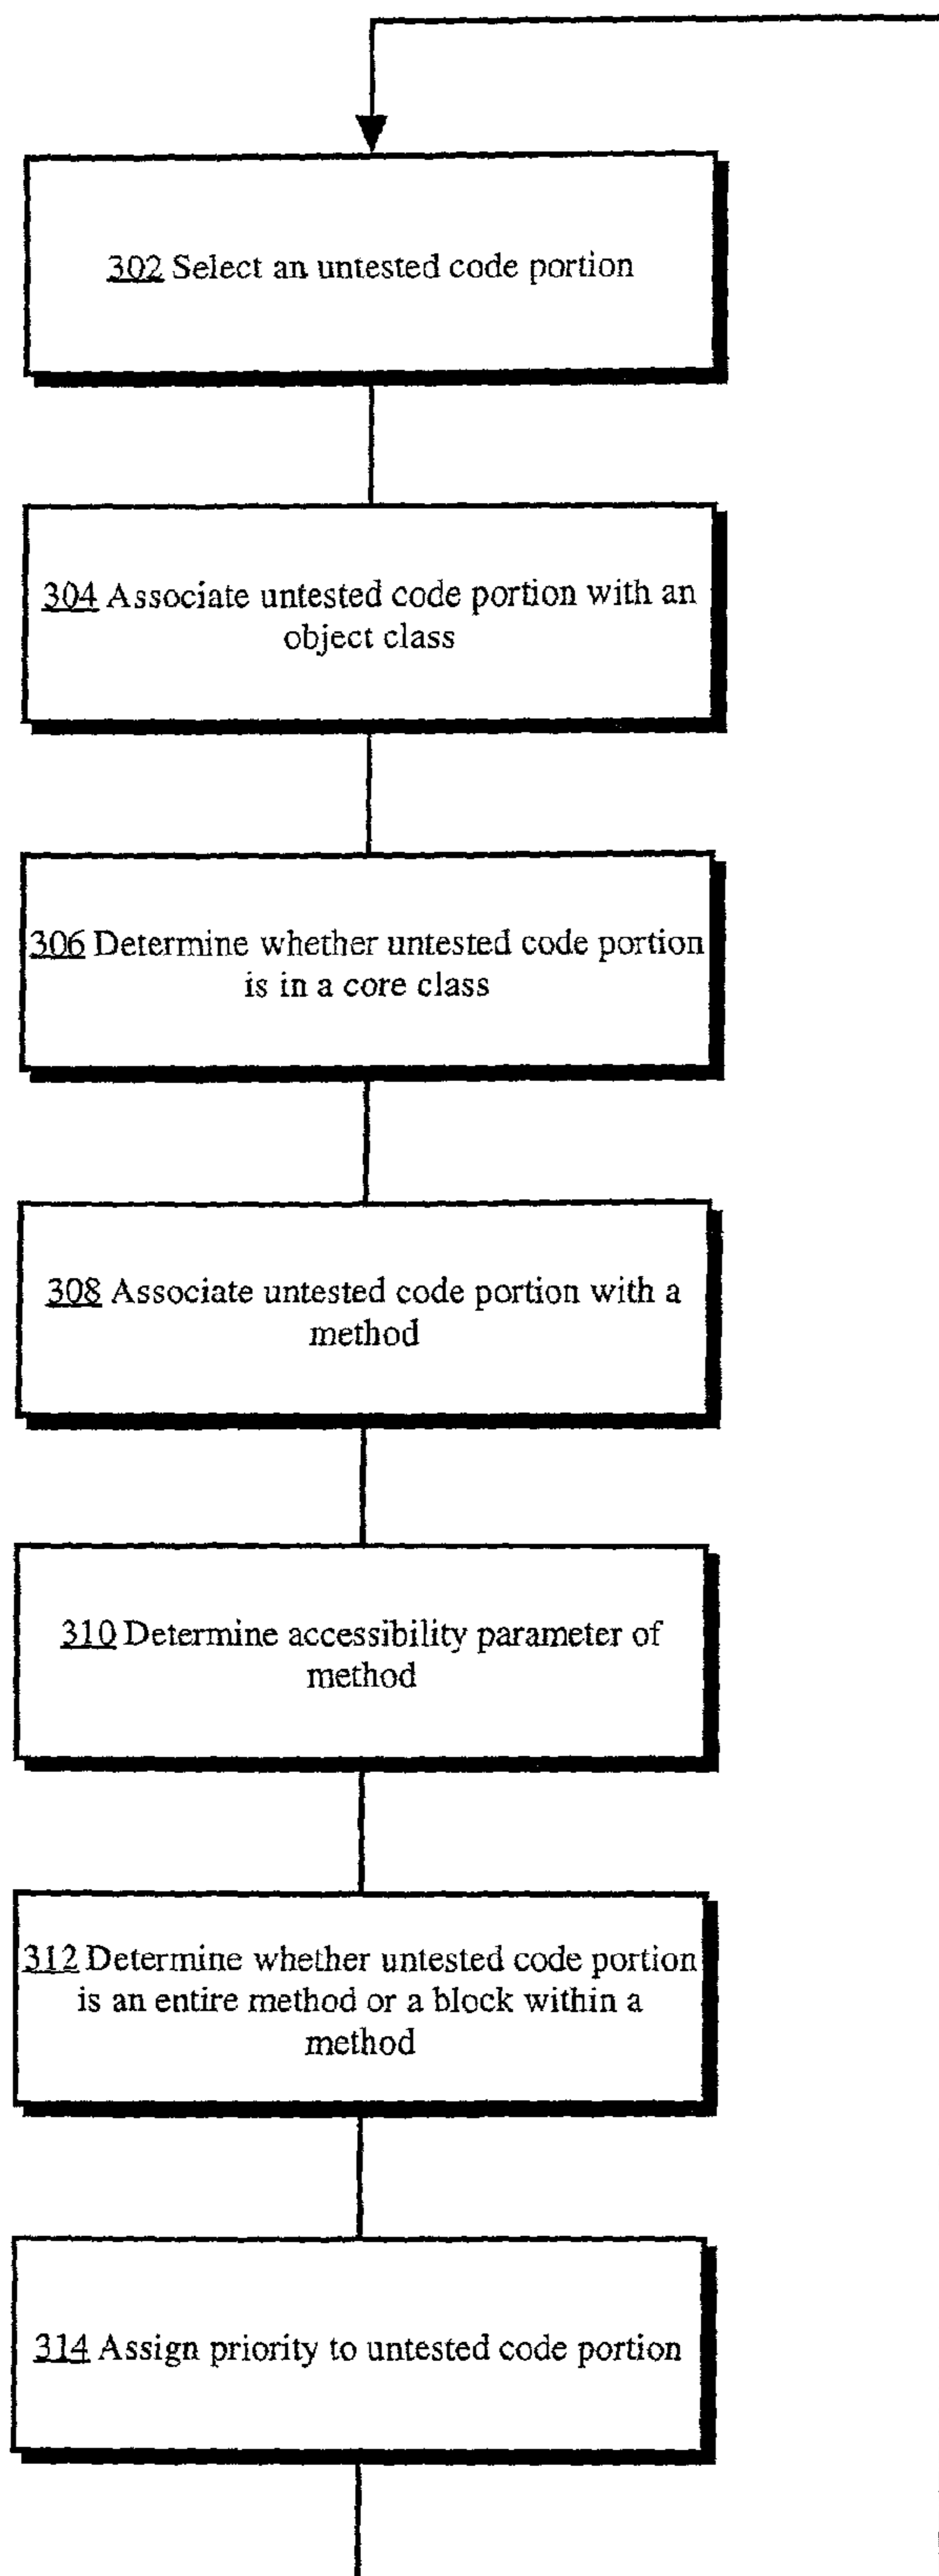 302 Select an untested code portion
304 Associate untested code portion with an
object class
306 Determine whether untested code portion
is in a core class
308 Associate untested code portion with a
method
310 Determine accessibility parameter of
method
312 Determine whether untested code portion
is an entire method or a block within a
method
314 Assign priority to untested code portion